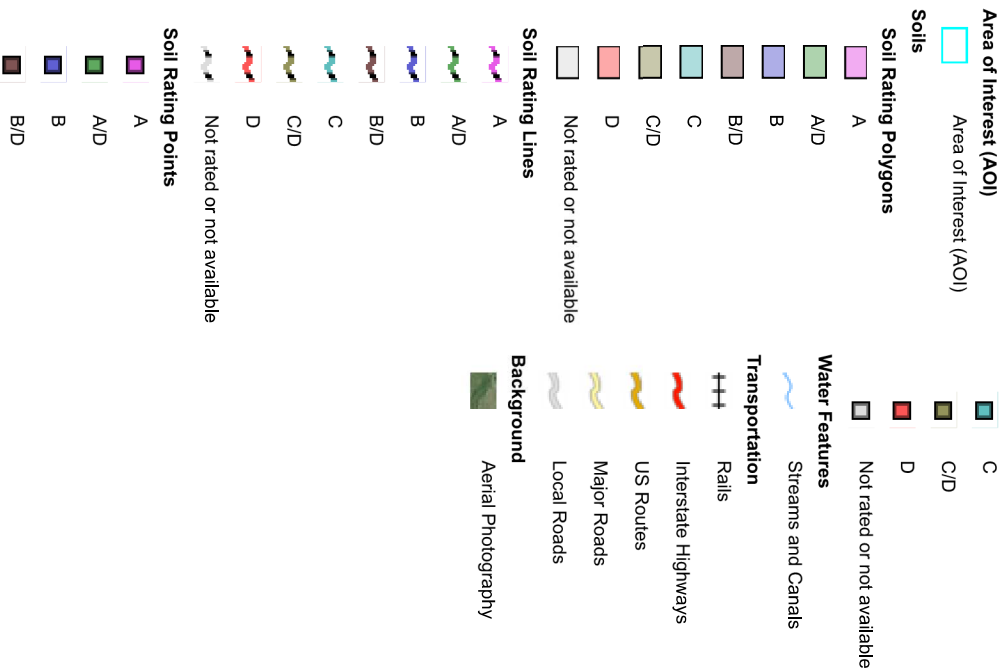 Area of Interest (AOI)
Area of Interest (AOI)
Soils
Soil Rating Polygons
A
A/D
B
B/D
C
C/D
D
Not rated or not available
Soil Rating Lines
A
A/D
B
B/D
C
C/D
D
Not rated or not available
Soil Rating Points
A
A/D
B
B/D
C
C/D
D
Not rated or not available
Water Features
Streams and Canals
Transportation
Rails
Interstate Highways
US Routes
Major Roads
Local Roads
Background
Aerial Photography